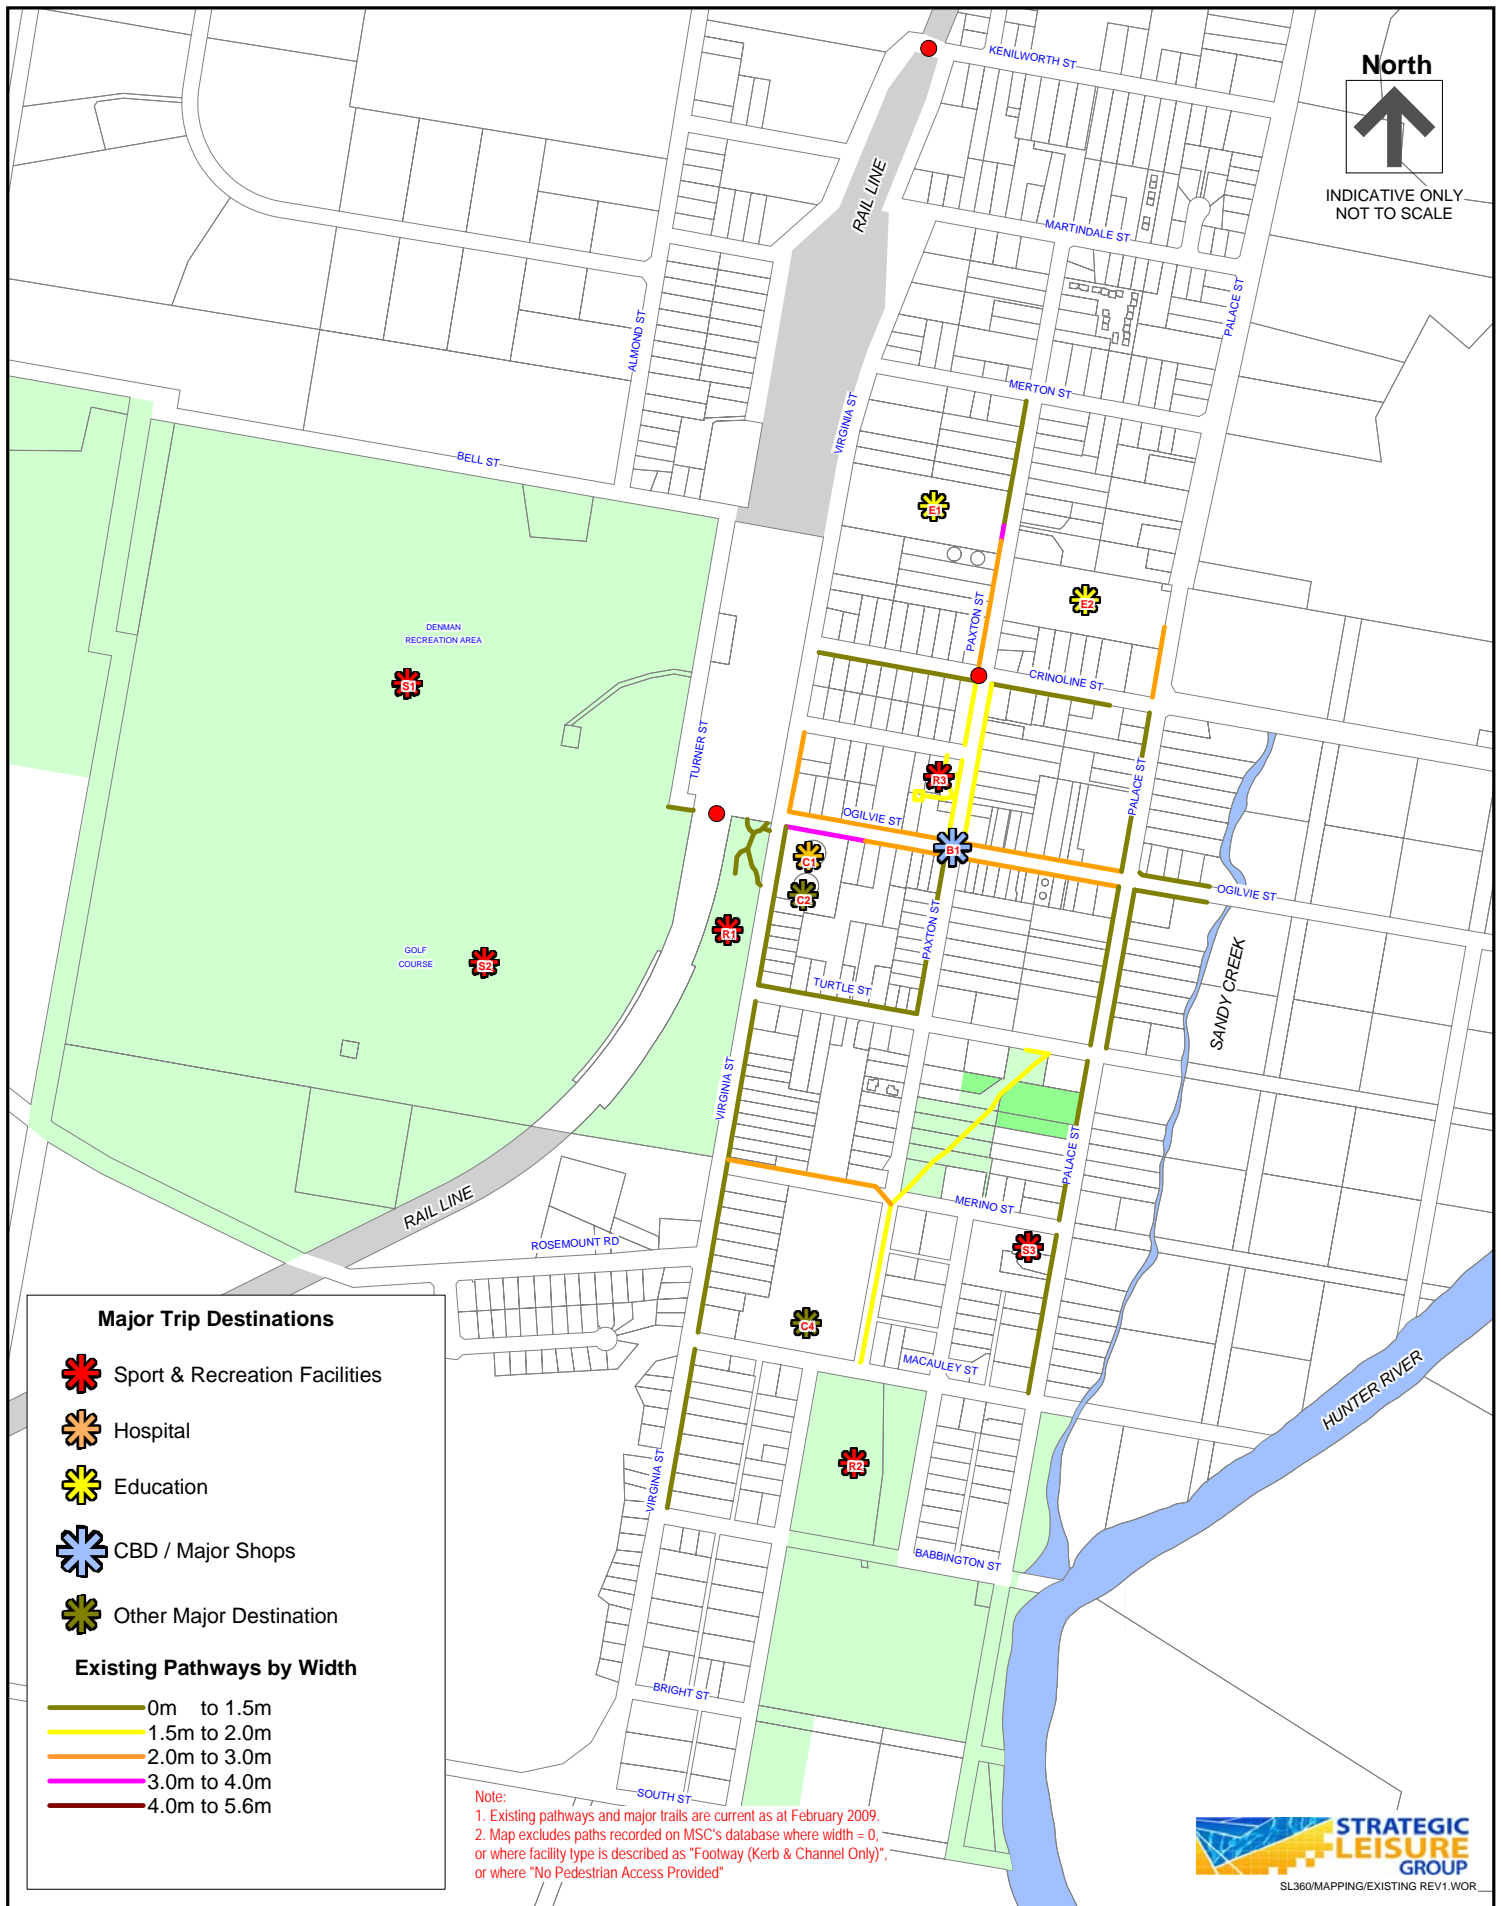 KENILWORTH ST
North
RAIL LINE
INDICATIVE ONLY
NOT TO SCALE
MARTINDALE ST
PALACE ST
ALMOND ST
MERTON ST
VIRGINIA ST
BELL ST
E1
PAXTON ST
E2
DENMAN
RECREATION AREA
S1
CRINOLINE ST
TURNER ST
R3
PALACE ST
OGILVIE ST
B1
C1
C2
OGILVIE ST
PAXTON ST
R1
GOLF
COURSE
S2
SANDY CREEK
TURTLE ST
VIRGINIA ST
PALACE ST
RAIL LINE
MERINO ST
ROSEMOUNT RD
S3
C4
MACAULEY ST
HUNTER RIVER
R2
VIRGINIA ST
BABBINGTON ST
BRIGHT ST
SOUTH ST
Major Trip Destinations
Sport & Recreation Facilities
Hospital
Education
CBD / Major Shops
Other Major Destination
Existing Pathways by Width
0m to 1.5m
1.5m to 2.0m
2.0m to 3.0m
3.0m to 4.0m
4.0m to 5.6m
Note:
1. Existing pathways and major trails are current as at February 2009.
2. Map excludes paths recorded on MSC's database where width = 0,
or where facility type is described as "Footway (Kerb & Channel Only)",
or where "No Pedestrian Access Provided"
STRATEGIC
LEISURE
GROUP
SL360/MAPPING/EXISTING REV1.WOR